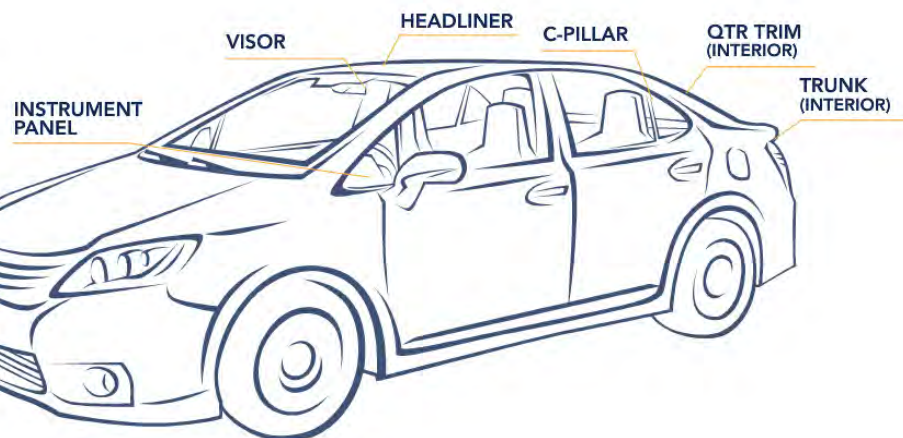 HEADLINER
VISOR
C-PILLAR
QTR TRIM
(INTERIOR)
TRUNK
(INTERIOR)
INSTRUMENT
PANEL